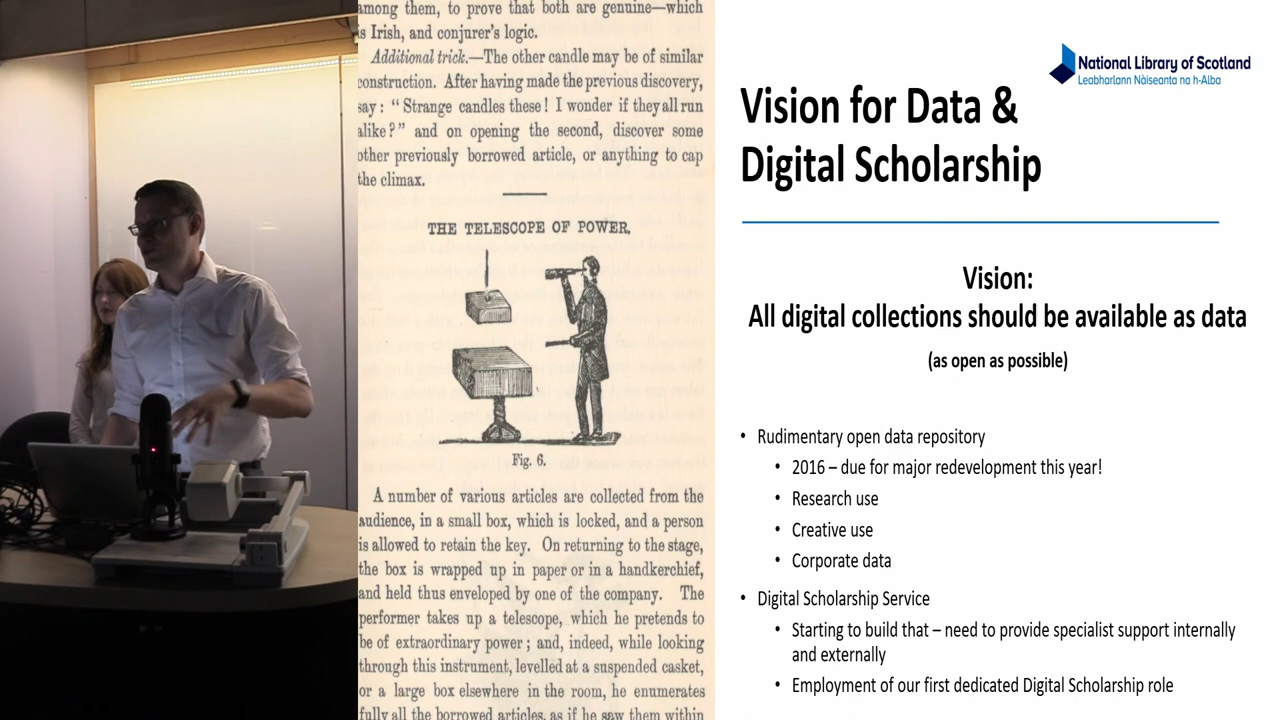 among them, to prove that both are genuine—which
is Irish, and conjurer's logic.
Additional trick.—The other candle may be of similar
construction. After having made the previous discovery,
say: “Strange candles these! I wonder if they all run
alike?” and on opening the second, discover some
other previously borrowed article, or anything to cap
the climax.
THE TELESCOPE OF POWER.
Fig. 6.
A number of various articles are collected from the
audience, in a small box, which is locked, and a person
is allowed to retain the key. On returning to the stage,
the box is wrapped up in paper or in a handkerchief,
and held thus enveloped by one of the company. The
performer takes up a telescope, which he pretends to
be of extraordinary power; and, indeed, while looking
through this instrument, levelled at a suspended casket,
or a large box elsewhere in the room, he enumerates
fully all the borrowed articles, as if he saw them within
National Library of Scotland
Leabharlann Nàiseanta na h-Alba
Vision for Data &
Digital Scholarship
Vision:
All digital collections should be available as data
(as open as possible)
• Rudimentary open data repository
• 2016 – due for major redevelopment this year!
• Research use
• Creative use
• Corporate data
• Digital Scholarship Service
• Starting to build that – need to provide specialist support internally
and externally
• Employment of our first dedicated Digital Scholarship role